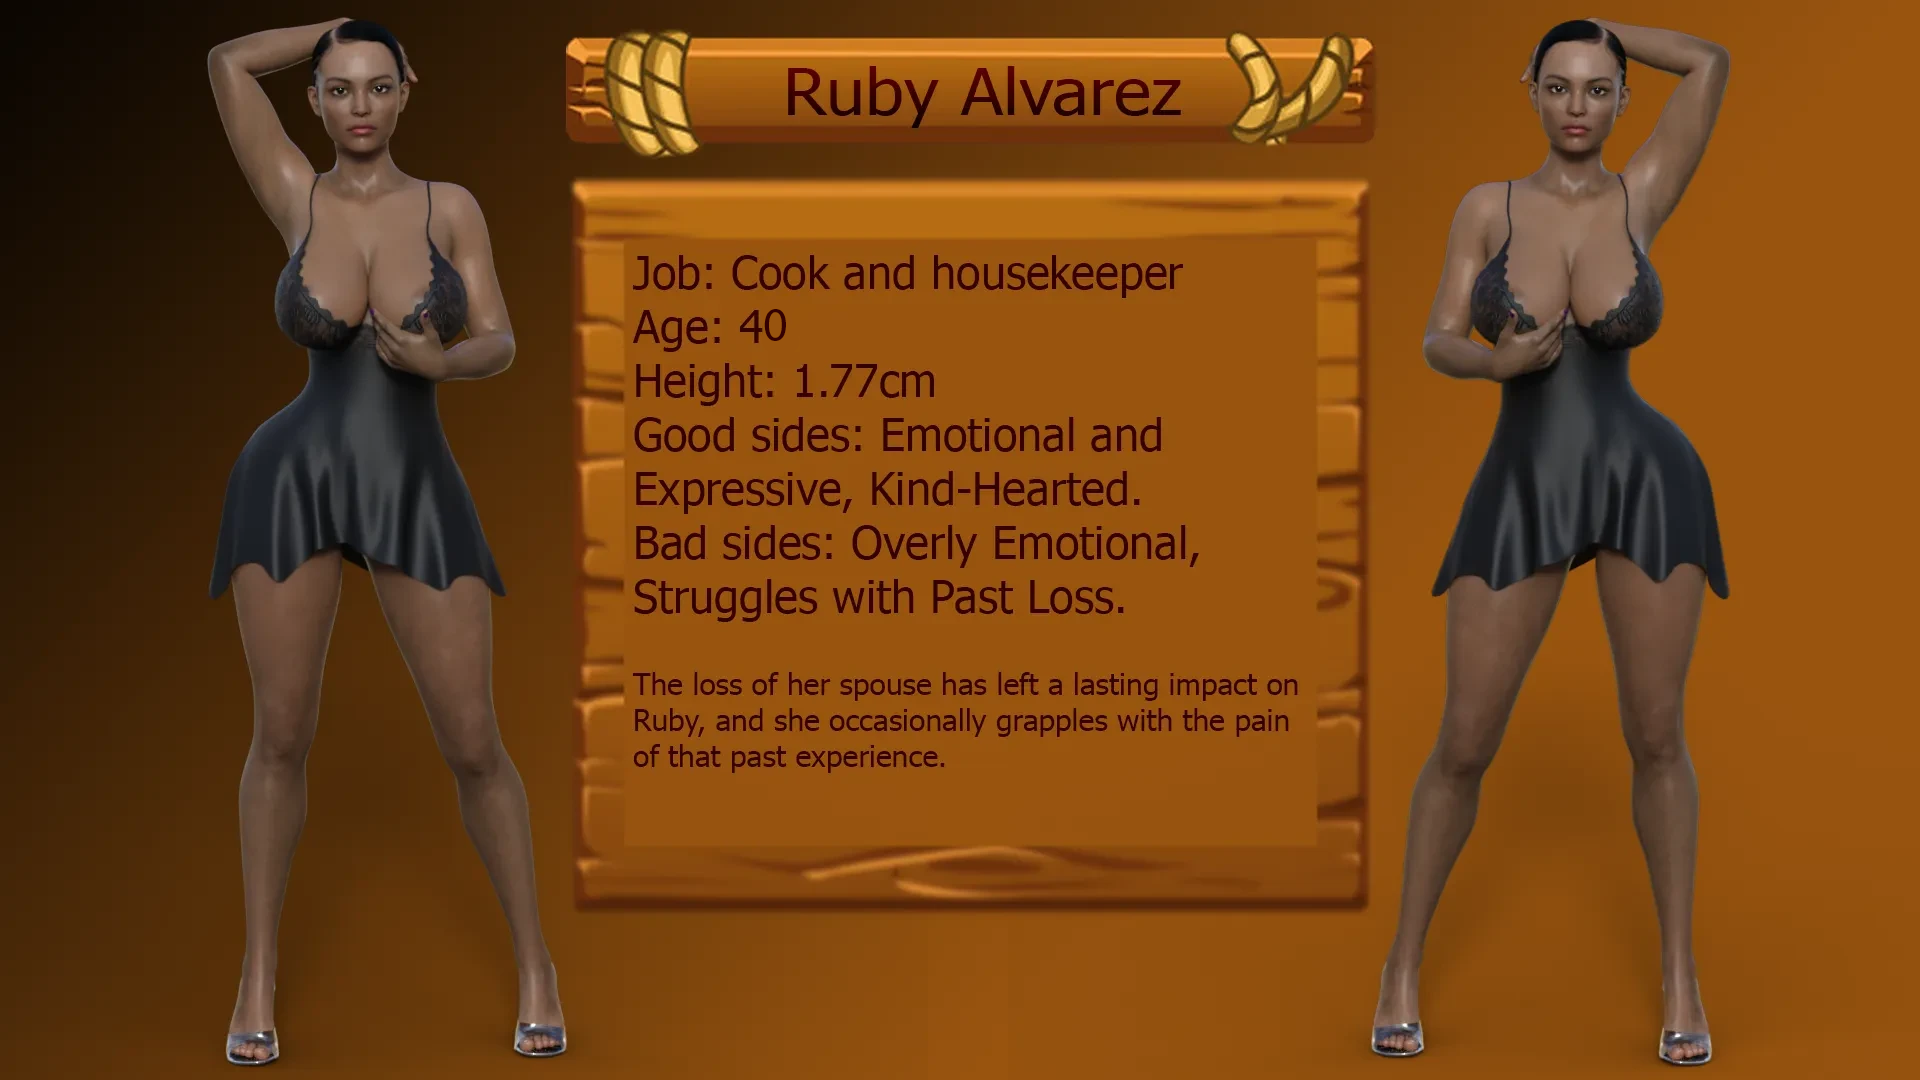 Ruby Alvarez
Job: Cook and housekeeper
Age: 40
Height: 1.77cm
Good sides: Emotional and
Expressive, Kind-Hearted.
Bad sides: Overly Emotional,
Struggles with Past Loss.
The loss of her spouse has left a lasting impact on
Ruby, and she occasionally grapples with the pain
of that past experience.